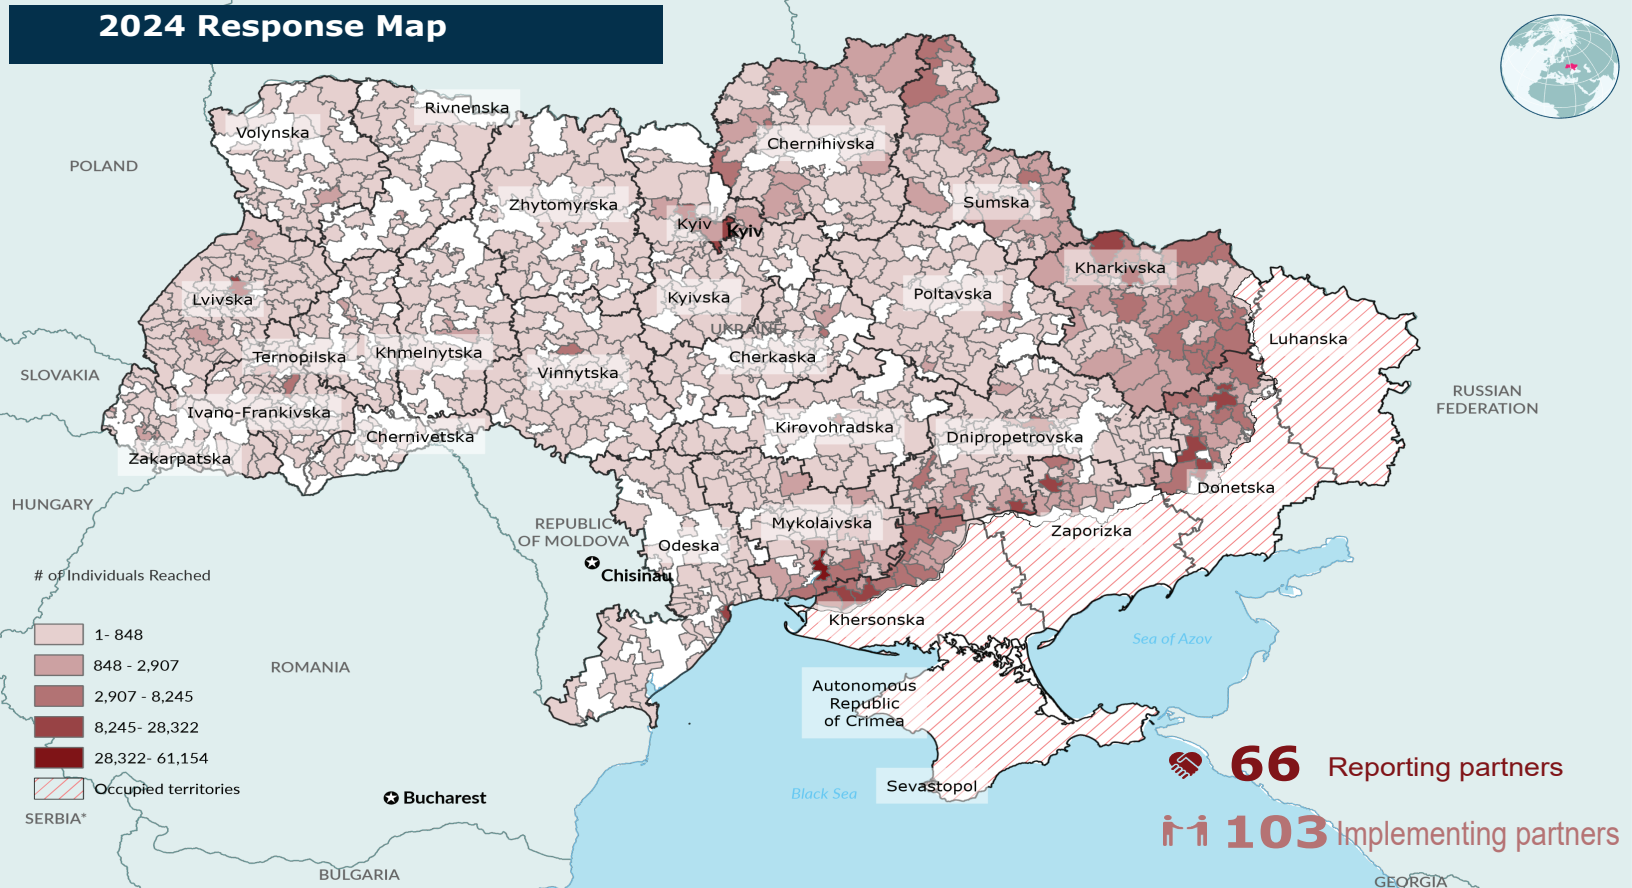 2024 Response Map
Rivnenska
Volynska
Chernihivska
POLAND
Zhytomyrska
Sumska
Kyiv
Kyiv
Kharkivska
Lvivska
Kyivska
Poltavska
UKRAINE
Luhanska
Ternopilska
Khmelnytska
Cherkaska
SLOVAKIA
Vinnytska
RUSSIAN
FEDERATION
Ivano-Frankivska
Kirovohradska
Chernivetska
Dnipropetrovska
Zakarpatska
Donetska
HUNGARY
REPUBLIC
OF MOLDOVA
Mykolaivska
Zaporizka
Odeska
Chisinau
Khersonska
Sea of Azov
# of Individuals Reached
1- 848
848 - 2,907
2,907 - 8,245
8,245- 28,322
28,322- 61,154
Occupied territories
ROMANIA
Autonomous
Republic
of Crimea
Sevastopol
Black Sea
Bucharest
SERBIA*
BULGARIA
66 Reporting partners
103 Implementing partners
GEORGIA